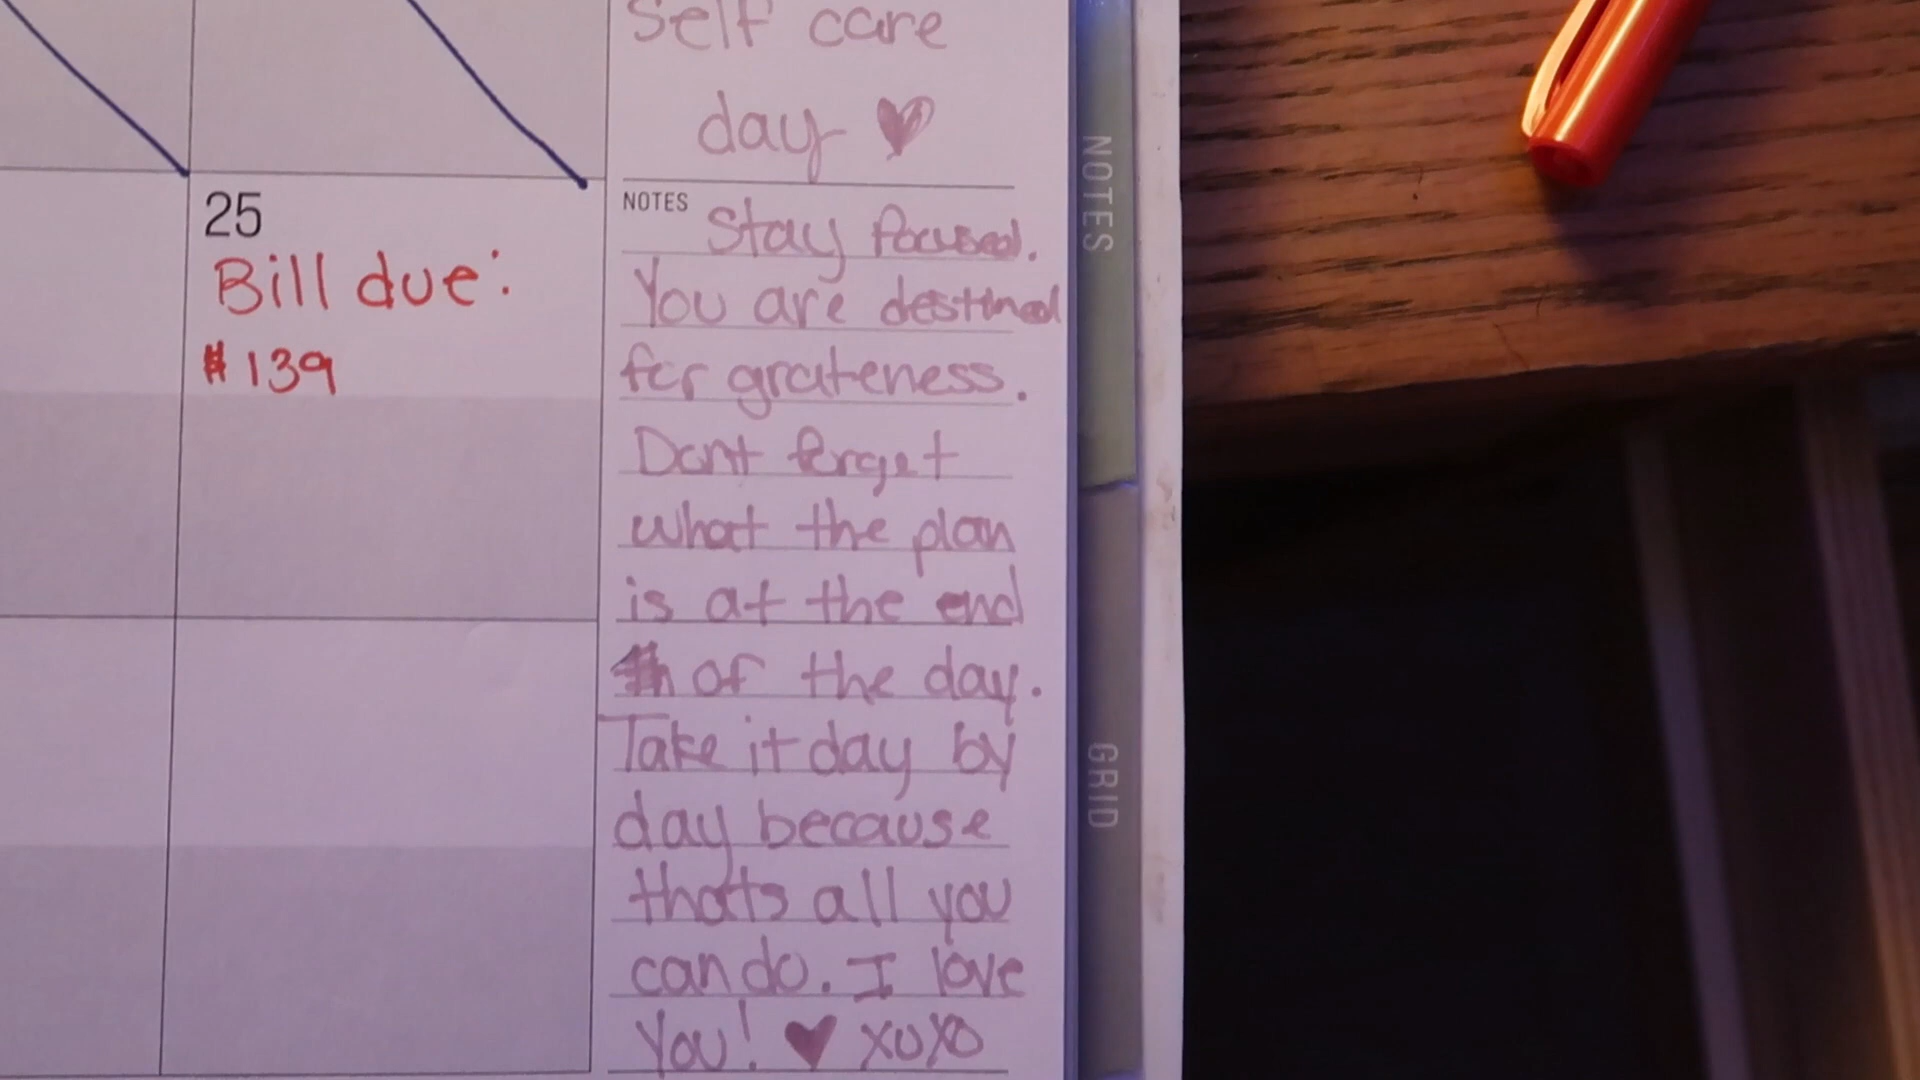 Self care
day ♥
25
Bill due:
$139
NOTES Stay focused.
You are destined
for grateness.
Dont forget
what the plan
is at the end
of the day.
Take it day by
day because
thats all you
can do. I love
You! ♥ XOXO
NOTES
GRID